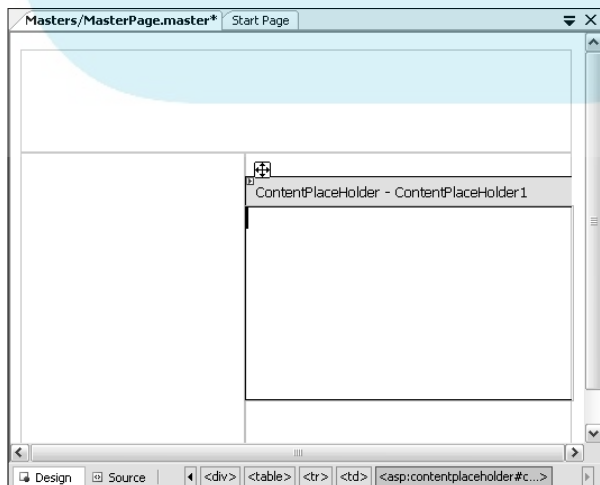 Masters/MasterPage.master* Start Page
ContentPlaceHolder - ContentPlaceHolder1
Design Source <div> <table> <tr> <td> <asp:contentplaceholder#c...>